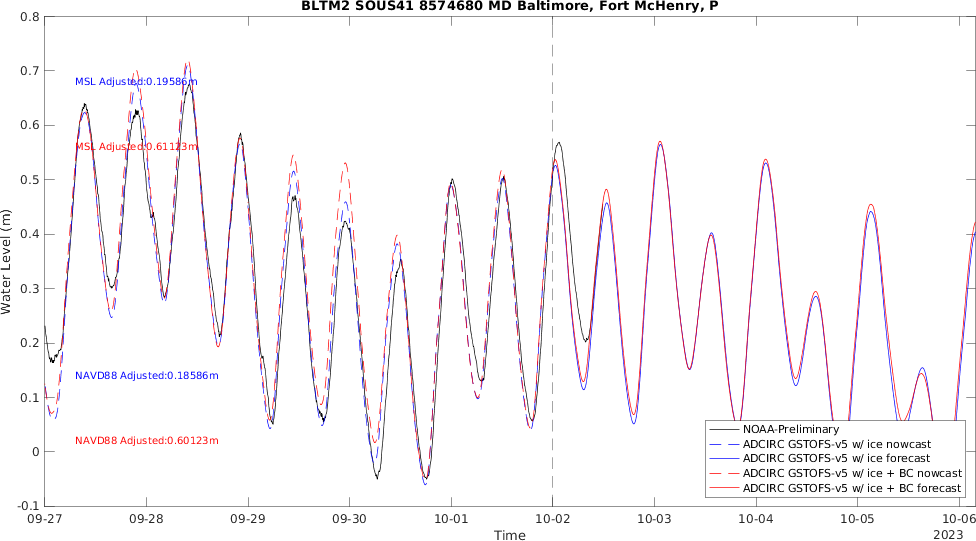 BLTM2 SOUS41 8574680 MD Baltimore, Fort McHenry, P
Water Level (m)
0.8
0.7
0.6
0.5
0.4
0.3
0.2
0.1
0
-0.1
MSL Adjusted:0.19586m
MSL Adjusted:0.61123m
NAVD88 Adjusted:0.18586m
NAVD88 Adjusted:0.60123m
NOAA-Preliminary
ADCIRC GSTOFS-v5 w/ ice nowcast
ADCIRC GSTOFS-v5 w/ ice forecast
ADCIRC GSTOFS-v5 w/ ice + BC nowcast
ADCIRC GSTOFS-v5 w/ ice + BC forecast
09-27 09-28 09-29 09-30 10-01 10-02 10-03 10-04 10-05 10-06
Time
2023